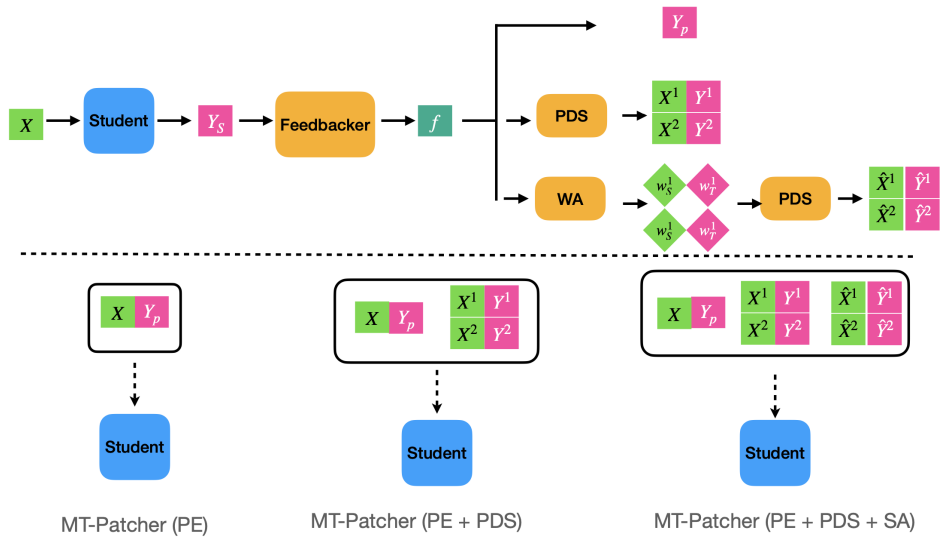 Y_p
X Student Y_S Feedbacker f PDS X^1 Y^1
X^2 Y^2
WA w_S^1 w_T^1 PDS X̂^1 Ŷ^1
w_S^1 w_T^1 X̂^2 Ŷ^2
X Y_p
X Y_p X^1 Y^1
X^2 Y^2
X Y_p X^1 Y^1 X̂^1 Ŷ^1
X^2 Y^2 X̂^2 Ŷ^2
Student
Student
Student
MT-Patcher (PE)
MT-Patcher (PE + PDS)
MT-Patcher (PE + PDS + SA)